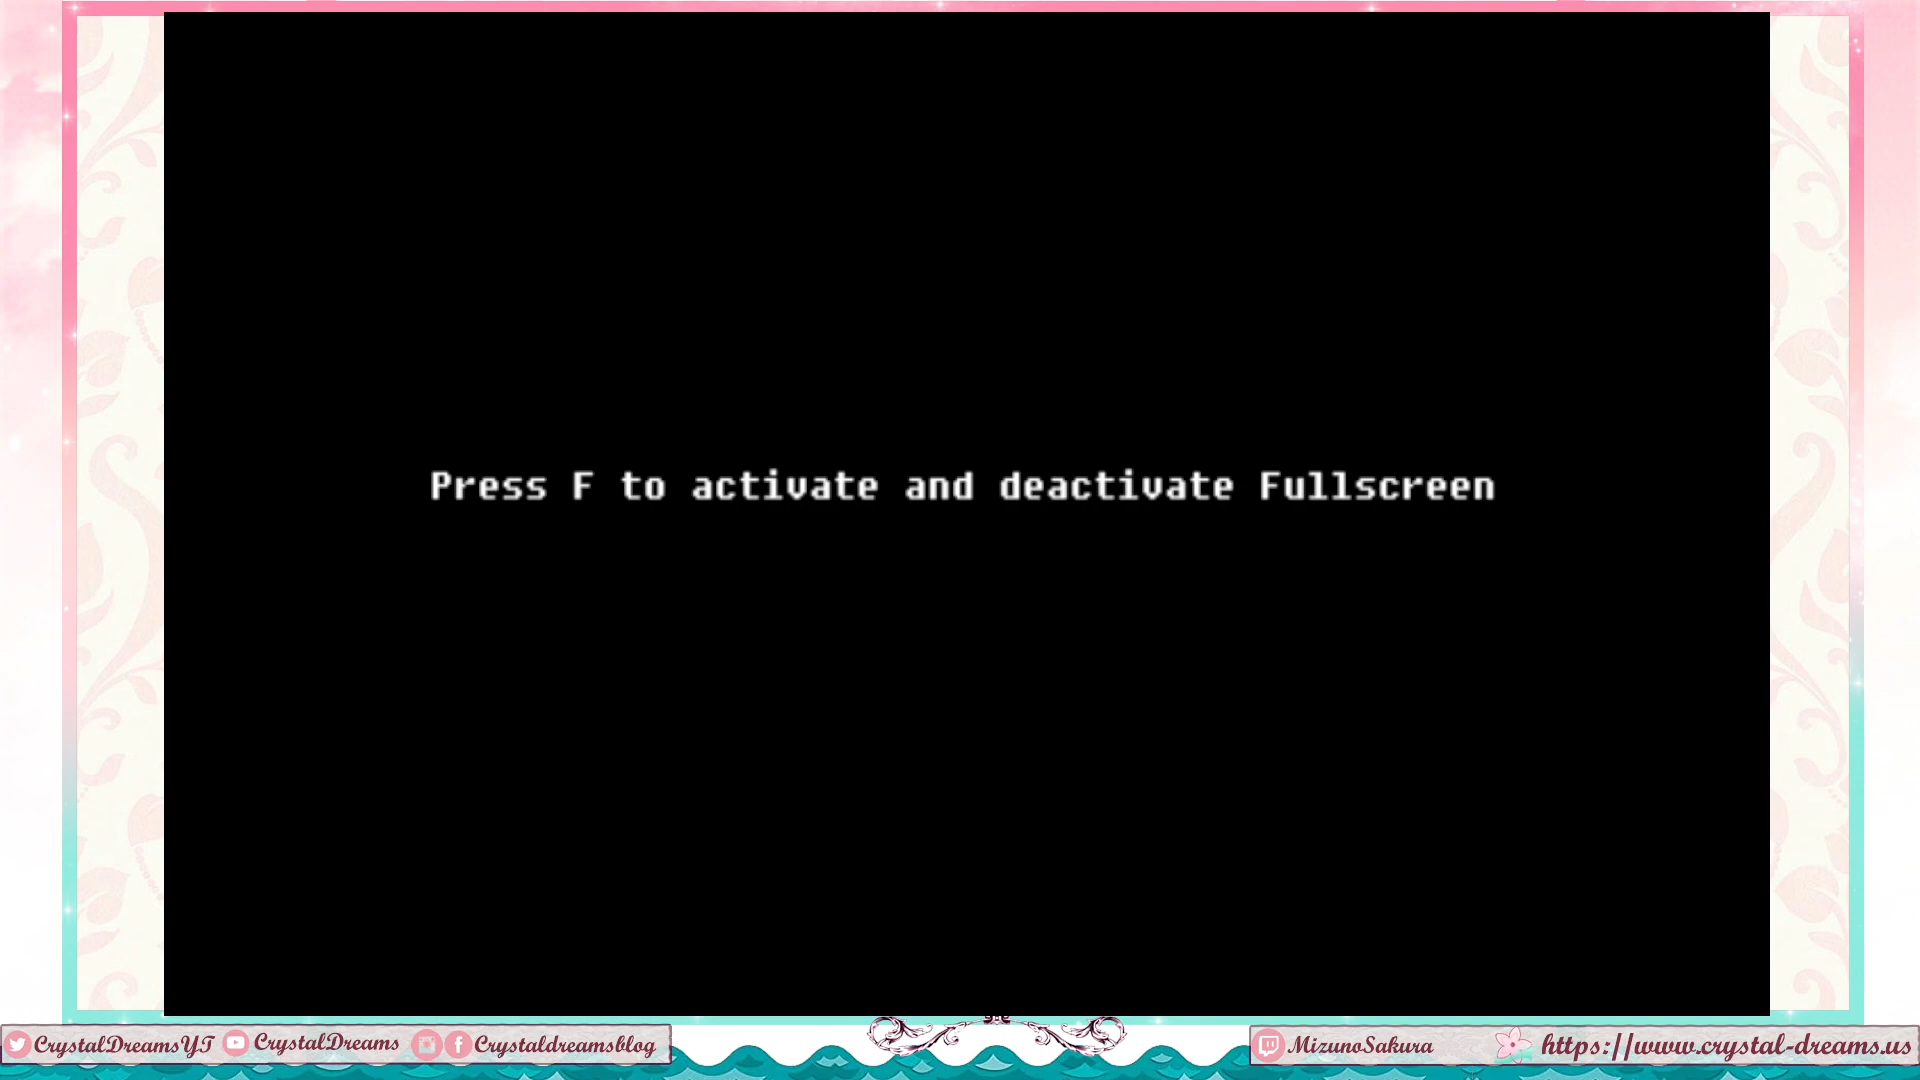 Press F to activate and deactivate Fullscreen
CrystalDreamsYT CrystalDreams Crystaldreamsblog MizunoSakura https://www.crystal-dreams.us